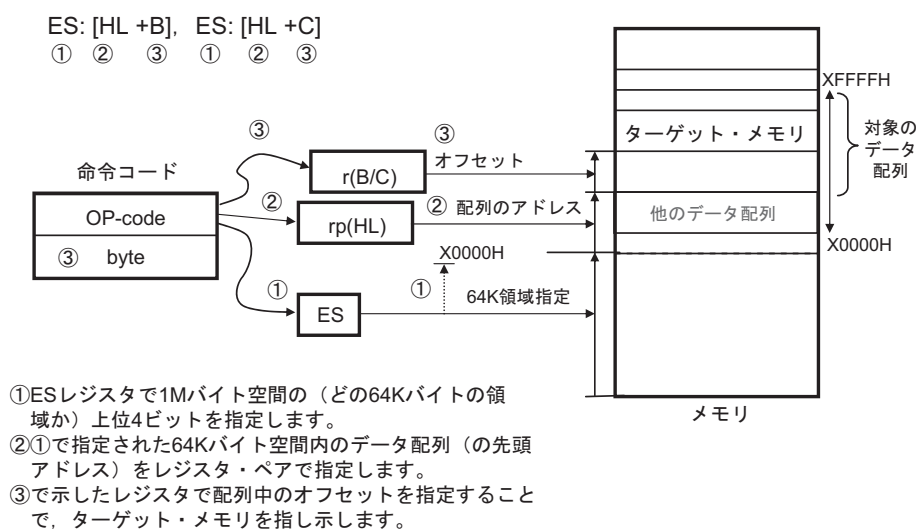 ES: [HL +B],  ES: [HL +C]
① ② ③ ① ② ③
XFFFFH
③
③
オフセット
ターゲット・メモリ
対象の
データ
配列
命令コード
r(B/C)
OP-code
②
rp(HL)
② 配列のアドレス
他のデータ配列
③ byte
X0000H
X0000H
①
①
64K領域指定
ES
メモリ
①ESレジスタで1Mバイト空間の（どの64Kバイトの領
域か）上位4ビットを指定します。
②①で指定された64Kバイト空間内のデータ配列（の先頭
アドレス）をレジスタ・ペアで指定します。
③で示したレジスタで配列中のオフセットを指定すること
で，ターゲット・メモリを指し示します。